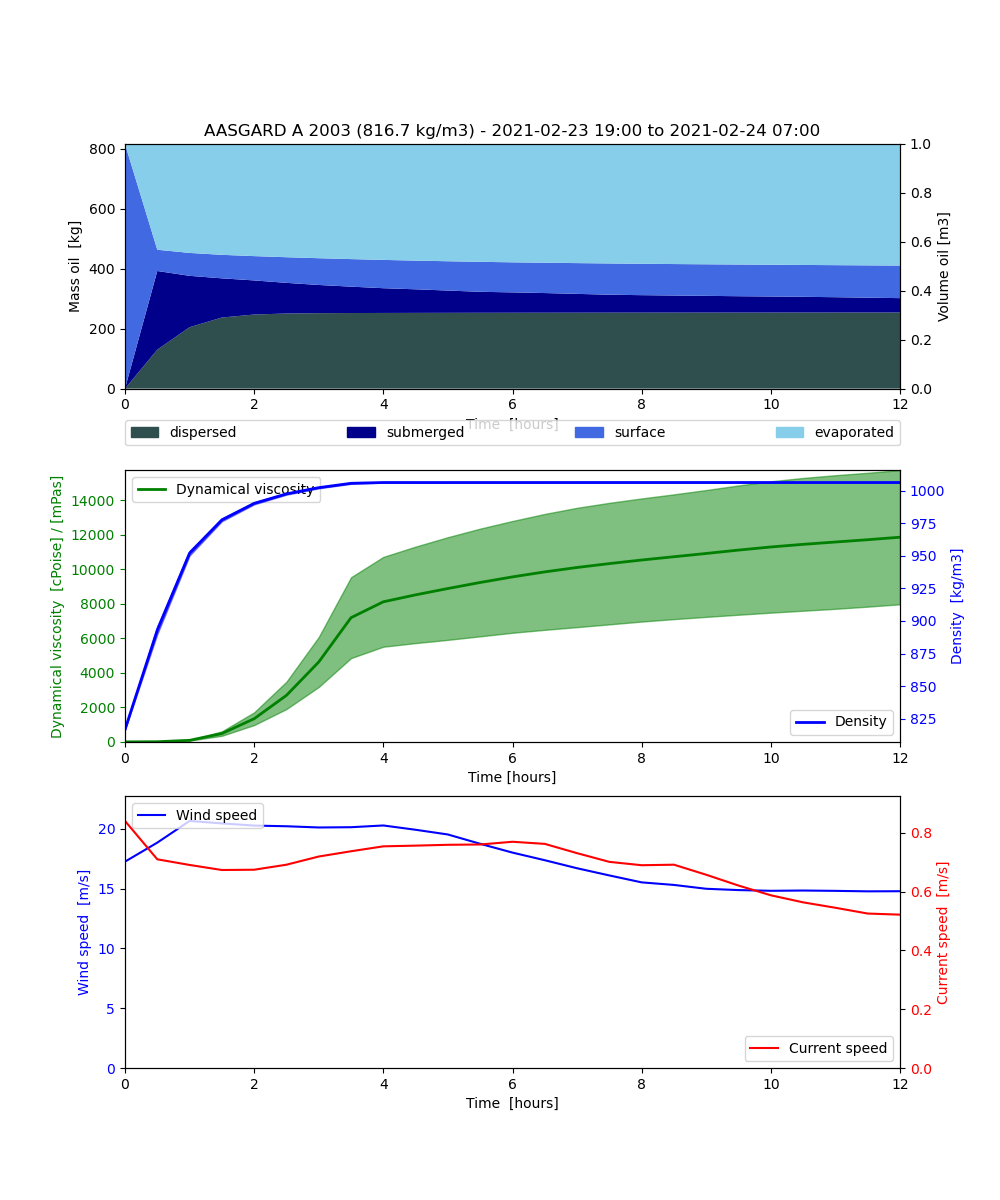 AASGARD A 2003 (816.7 kg/m3) - 2021-02-23 19:00 to 2021-02-24 07:00
Mass oil [kg]
800
600
400
200
0
Volume oil [m3]
1.0
0.8
0.6
0.4
0.2
0.0
0 2 4 6 8 10 12
Time [hours]
dispersed submerged surface evaporated
Dynamical viscosity [cPoise] / [mPas]
14000
12000
10000
8000
6000
4000
2000
0
Dynamical viscosity
Density [kg/m3]
1000
975
950
925
900
875
850
825
Density
0 2 4 6 8 10 12
Time [hours]
Wind speed [m/s]
20
15
10
5
0
Wind speed
Current speed [m/s]
0.8
0.6
0.4
0.2
0.0
Current speed
0 2 4 6 8 10 12
Time [hours]